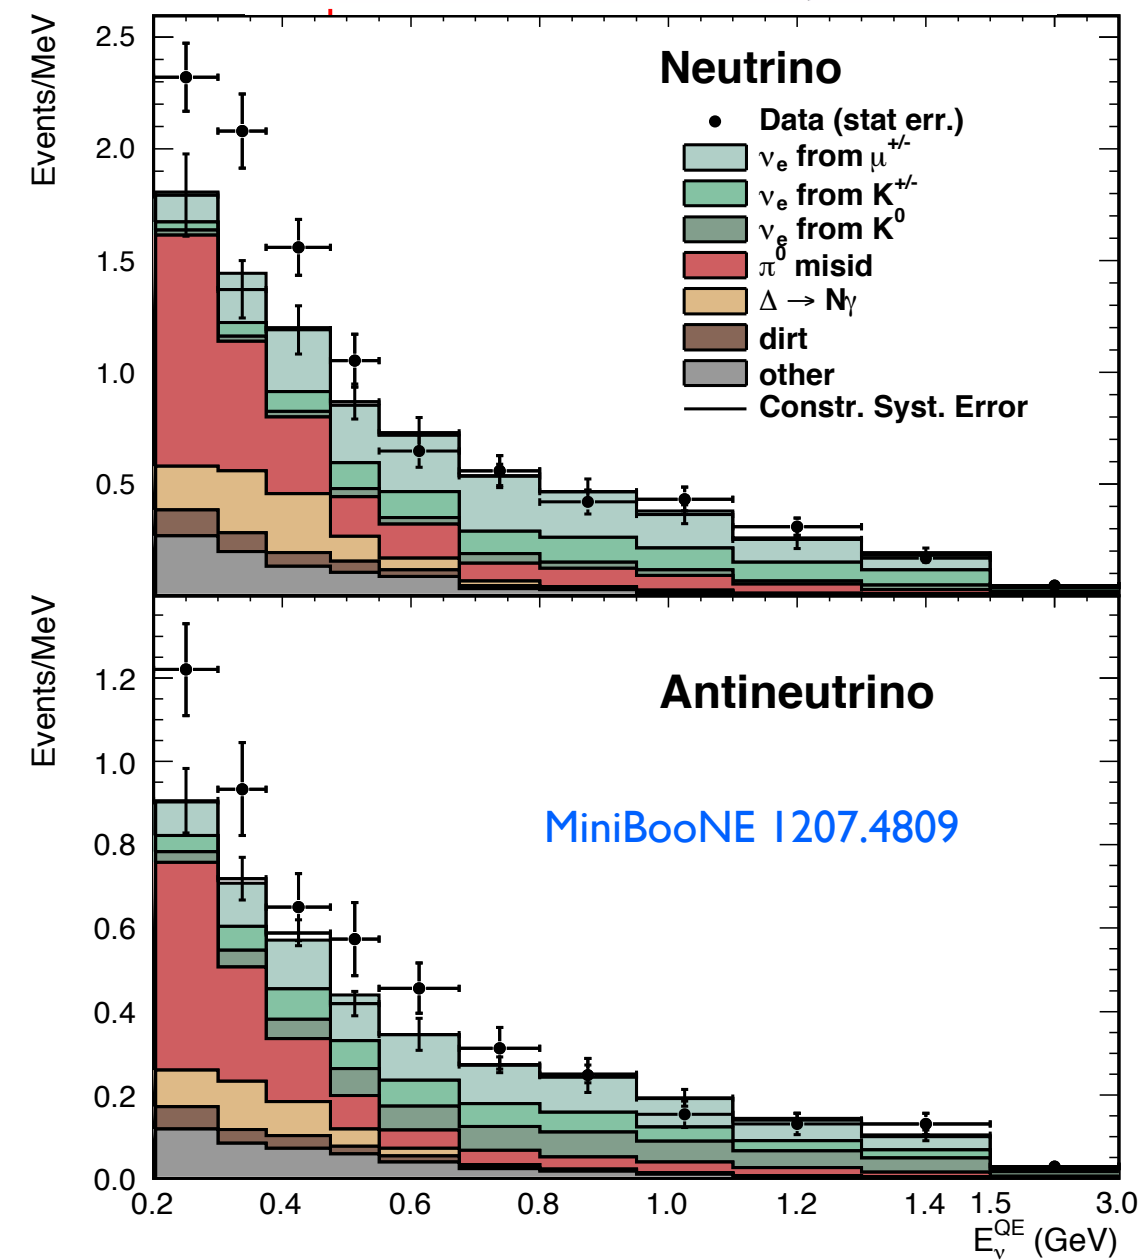 Events/MeV
2.5
2.0
1.5
1.0
0.5
Neutrino
Data (stat err.)
νe from μ+/-
νe from K+/-
νe from K0
π0 misid
Δ → Nγ
dirt
other
Constr. Syst. Error
Events/MeV
1.2
1.0
0.8
0.6
0.4
0.2
0.0
Antineutrino
MiniBooNE 1207.4809
0.2 0.4 0.6 0.8 1.0 1.2 1.4 1.5 3.0
EνQE (GeV)